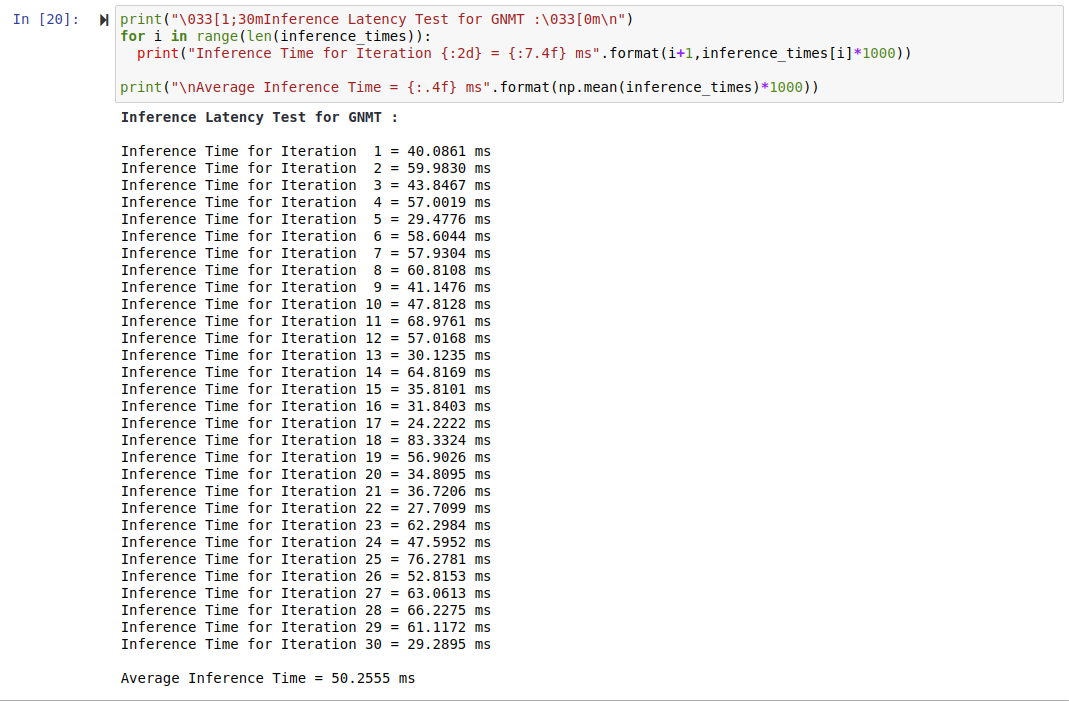 In [20]: print("\033[1;30mInference Latency Test for GNMT :\033[0m\n")
for i in range(len(inference_times)):
  print("Inference Time for Iteration {:2d} = {:7.4f} ms".format(i+1,inference_times[i]*1000))

print("\nAverage Inference Time = {:.4f} ms".format(np.mean(inference_times)*1000))
Inference Latency Test for GNMT :

Inference Time for Iteration  1 = 40.0861 ms
Inference Time for Iteration  2 = 59.9830 ms
Inference Time for Iteration  3 = 43.8467 ms
Inference Time for Iteration  4 = 57.0019 ms
Inference Time for Iteration  5 = 29.4776 ms
Inference Time for Iteration  6 = 58.6044 ms
Inference Time for Iteration  7 = 57.9304 ms
Inference Time for Iteration  8 = 60.8108 ms
Inference Time for Iteration  9 = 41.1476 ms
Inference Time for Iteration 10 = 47.8128 ms
Inference Time for Iteration 11 = 68.9761 ms
Inference Time for Iteration 12 = 57.0168 ms
Inference Time for Iteration 13 = 30.1235 ms
Inference Time for Iteration 14 = 64.8169 ms
Inference Time for Iteration 15 = 35.8101 ms
Inference Time for Iteration 16 = 31.8403 ms
Inference Time for Iteration 17 = 24.2222 ms
Inference Time for Iteration 18 = 83.3324 ms
Inference Time for Iteration 19 = 56.9026 ms
Inference Time for Iteration 20 = 34.8095 ms
Inference Time for Iteration 21 = 36.7206 ms
Inference Time for Iteration 22 = 27.7099 ms
Inference Time for Iteration 23 = 62.2984 ms
Inference Time for Iteration 24 = 47.5952 ms
Inference Time for Iteration 25 = 76.2781 ms
Inference Time for Iteration 26 = 52.8153 ms
Inference Time for Iteration 27 = 63.0613 ms
Inference Time for Iteration 28 = 66.2275 ms
Inference Time for Iteration 29 = 61.1172 ms
Inference Time for Iteration 30 = 29.2895 ms

Average Inference Time = 50.2555 ms